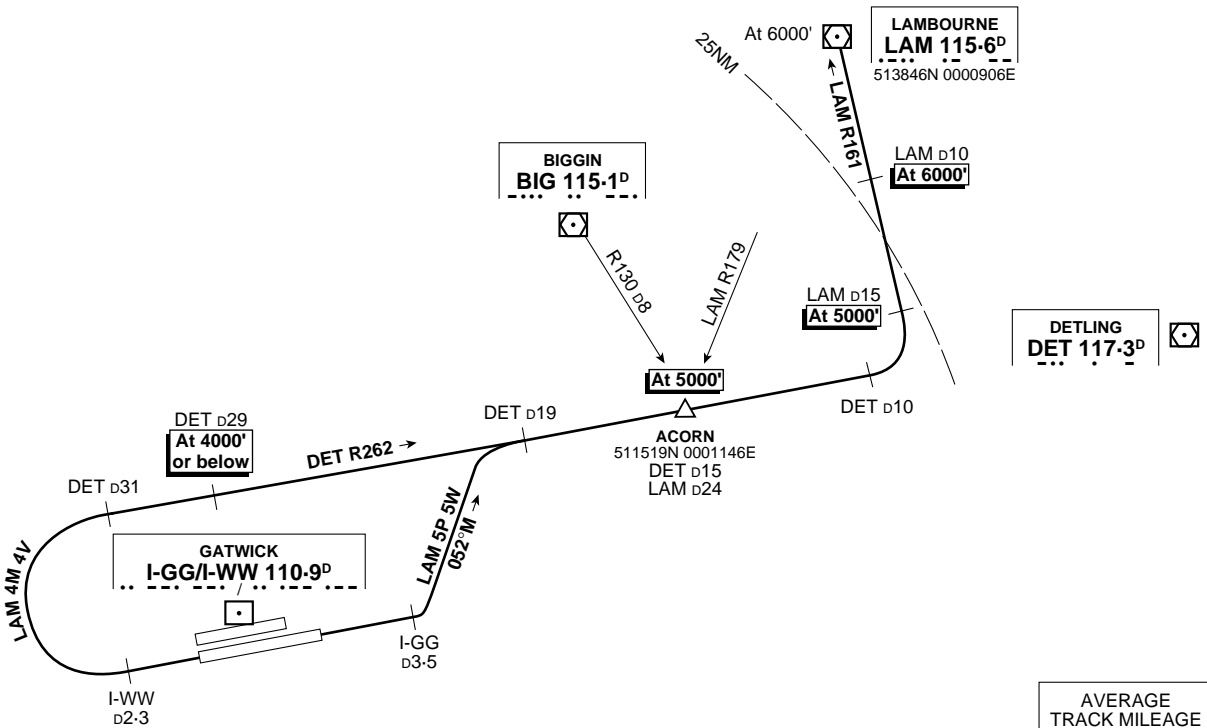 At 6000'
LAMBOURNE
LAM 115·6D
513846N 0000906E
25NM
LAM R161
LAM D10
At 6000'
BIGGIN
BIG 115·1D
R130 D8
LAM R179
LAM D15
At 5000'
DETLING
DET 117·3D
At 5000'
DET D10
DET D19
ACORN
511519N 0001146E
DET D15
LAM D24
DET D29
At 4000'
or below
DET R262
DET D31
LAM 5P 5W
052°M
GATWICK
I-GG/I-WW 110·9D
LAM 4M 4V
I-GG
D3·5
I-WW
D2·3
AVERAGE
TRACK MILEAGE